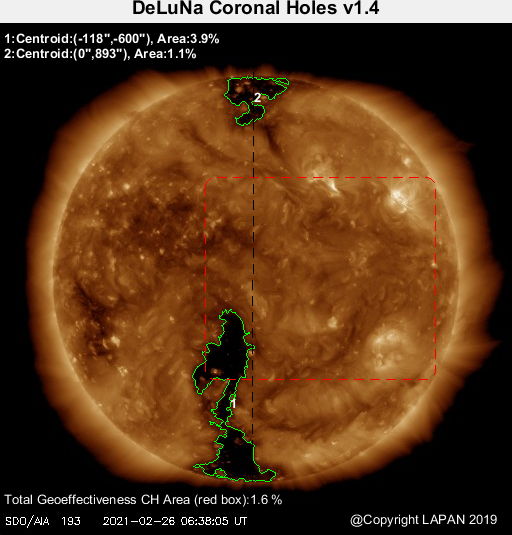 DeLuNa Coronal Holes v1.4
1:Centroid:(-118",-600"), Area:3.9%
2:Centroid:(0",893"), Area:1.1%
2
1
Total Geoeffectiveness CH Area (red box):1.6 %
SDO/AIA 193 2021-02-26 06:38:05 UT
@Copyright LAPAN 2019